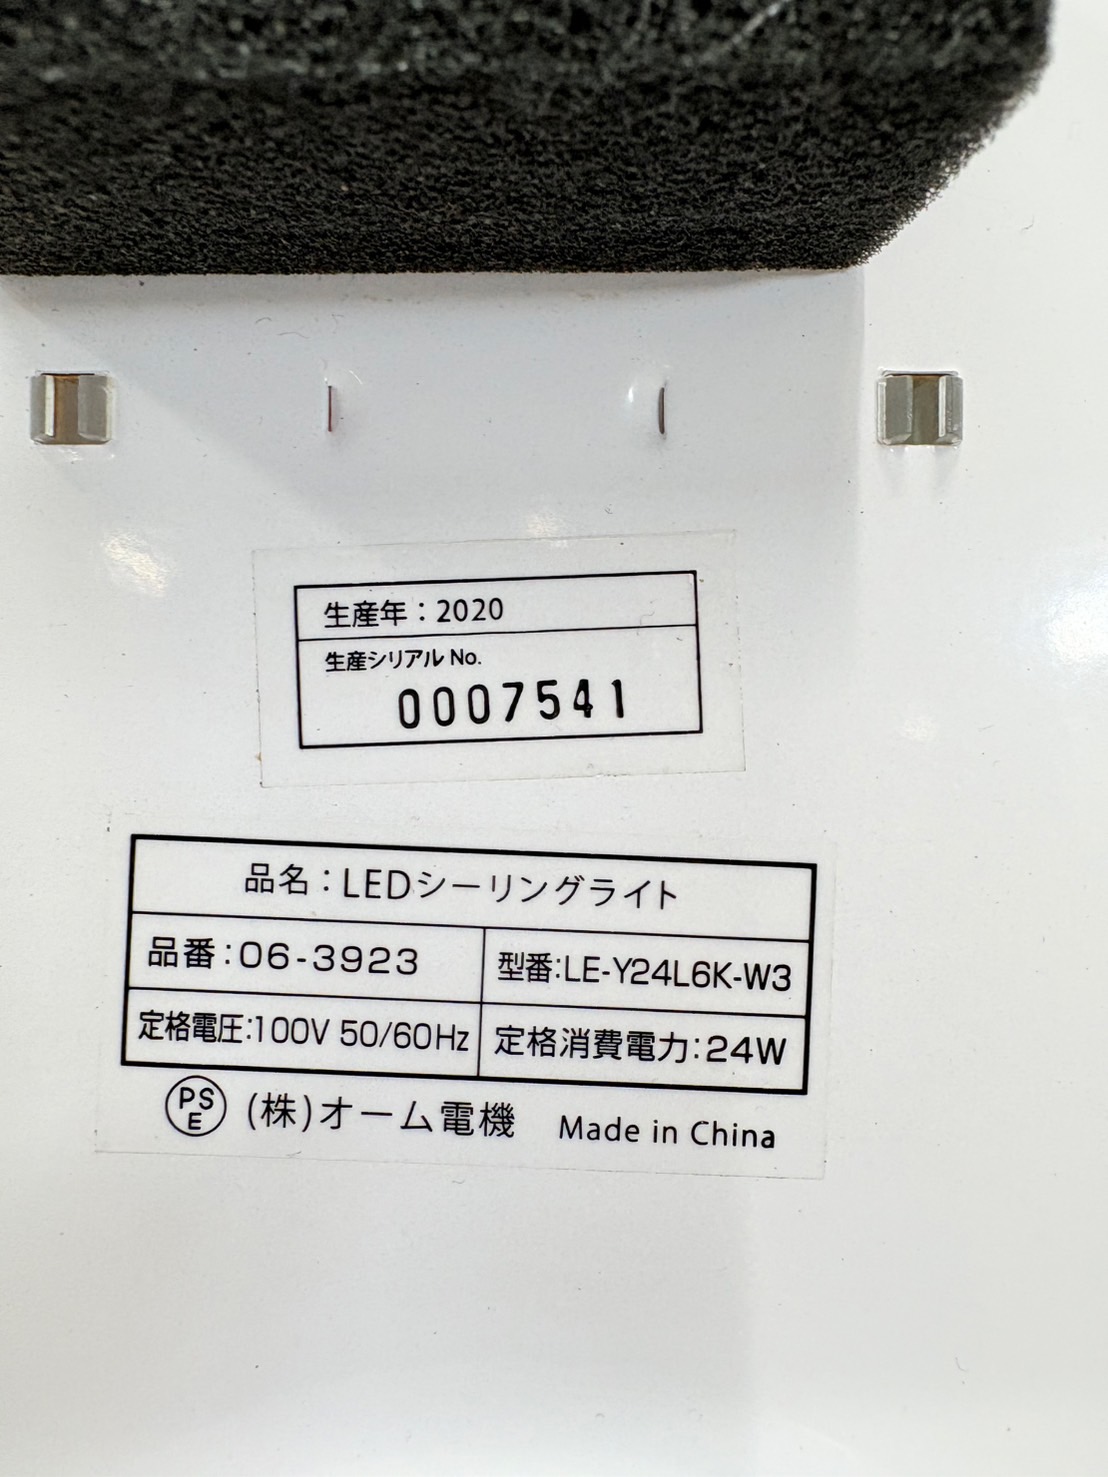 生産年：2020
生産シリアル No.
0007541
品名：LEDシーリングライト
品番：06-3923
型番：LE-Y24L6K-W3
定格電圧：100V 50/60Hz
定格消費電力：24W
PSE (株)オーム電機 Made in China